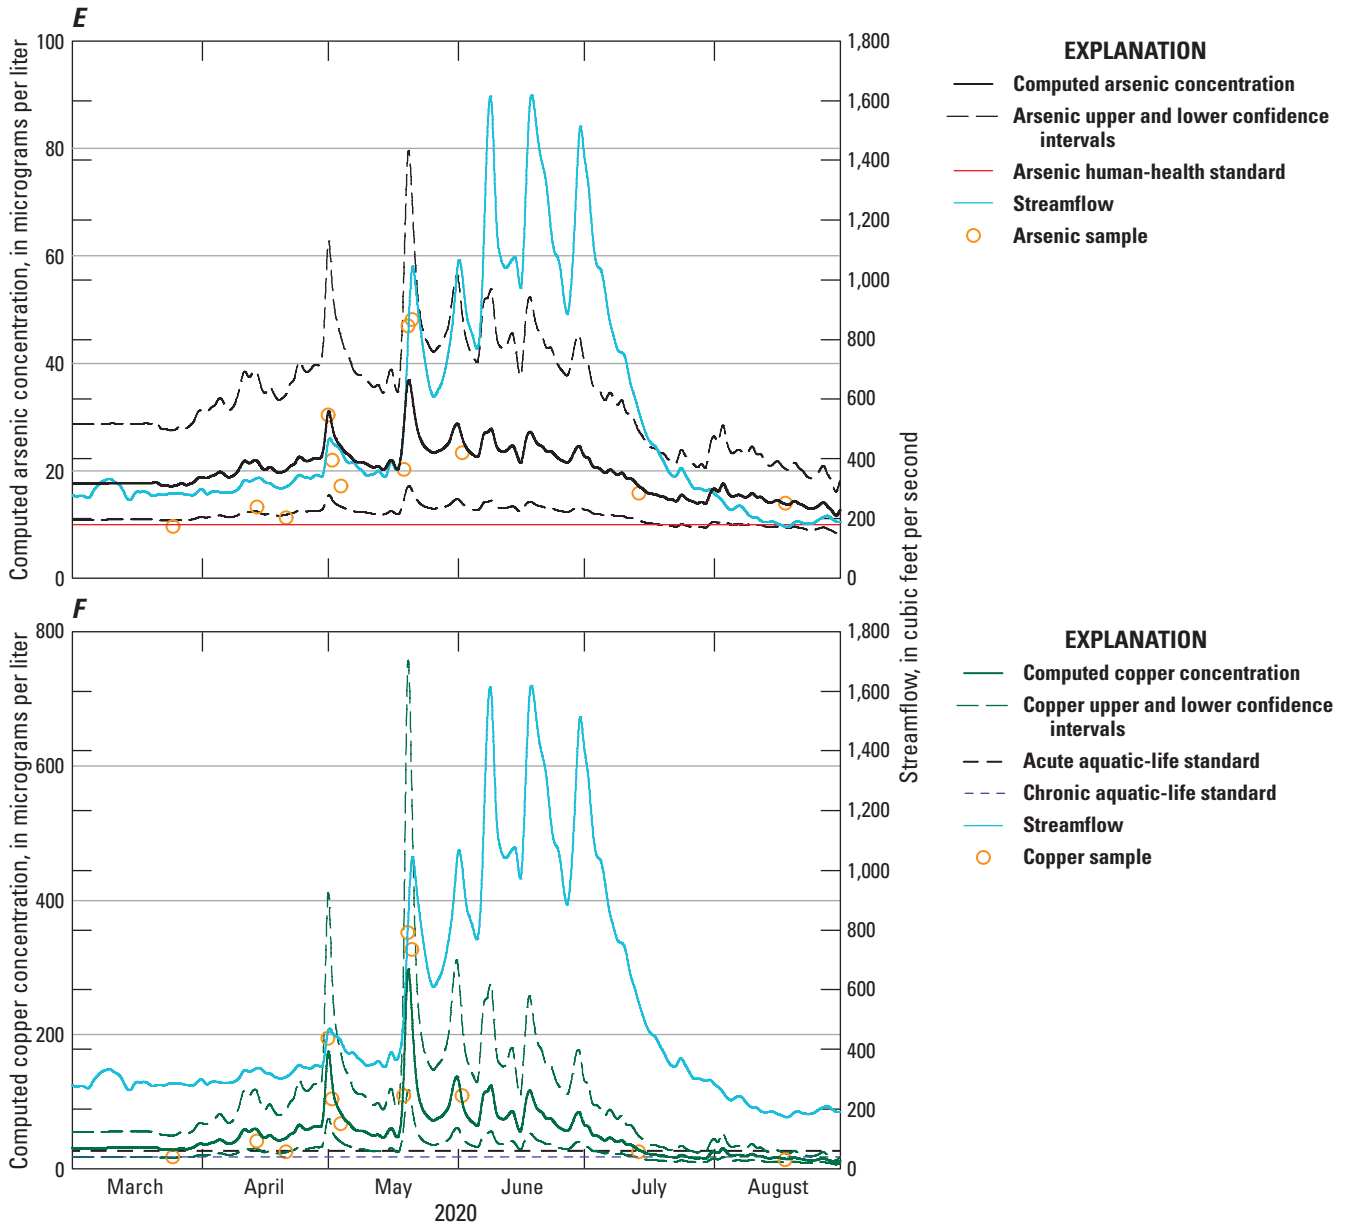 E
100
80
60
40
20
0
Computed arsenic concentration, in micrograms per liter
1,800
1,600
1,400
1,200
1,000
800
600
400
200
0
EXPLANATION
Computed arsenic concentration
Arsenic upper and lower confidence
intervals
Arsenic human-health standard
Streamflow
Arsenic sample
Streamflow, in cubic feet per second
F
800
600
400
200
0
Computed copper concentration, in micrograms per liter
1,800
1,600
1,400
1,200
1,000
800
600
400
200
0
EXPLANATION
Computed copper concentration
Copper upper and lower confidence
intervals
Acute aquatic-life standard
Chronic aquatic-life standard
Streamflow
Copper sample
March April May June July August
2020